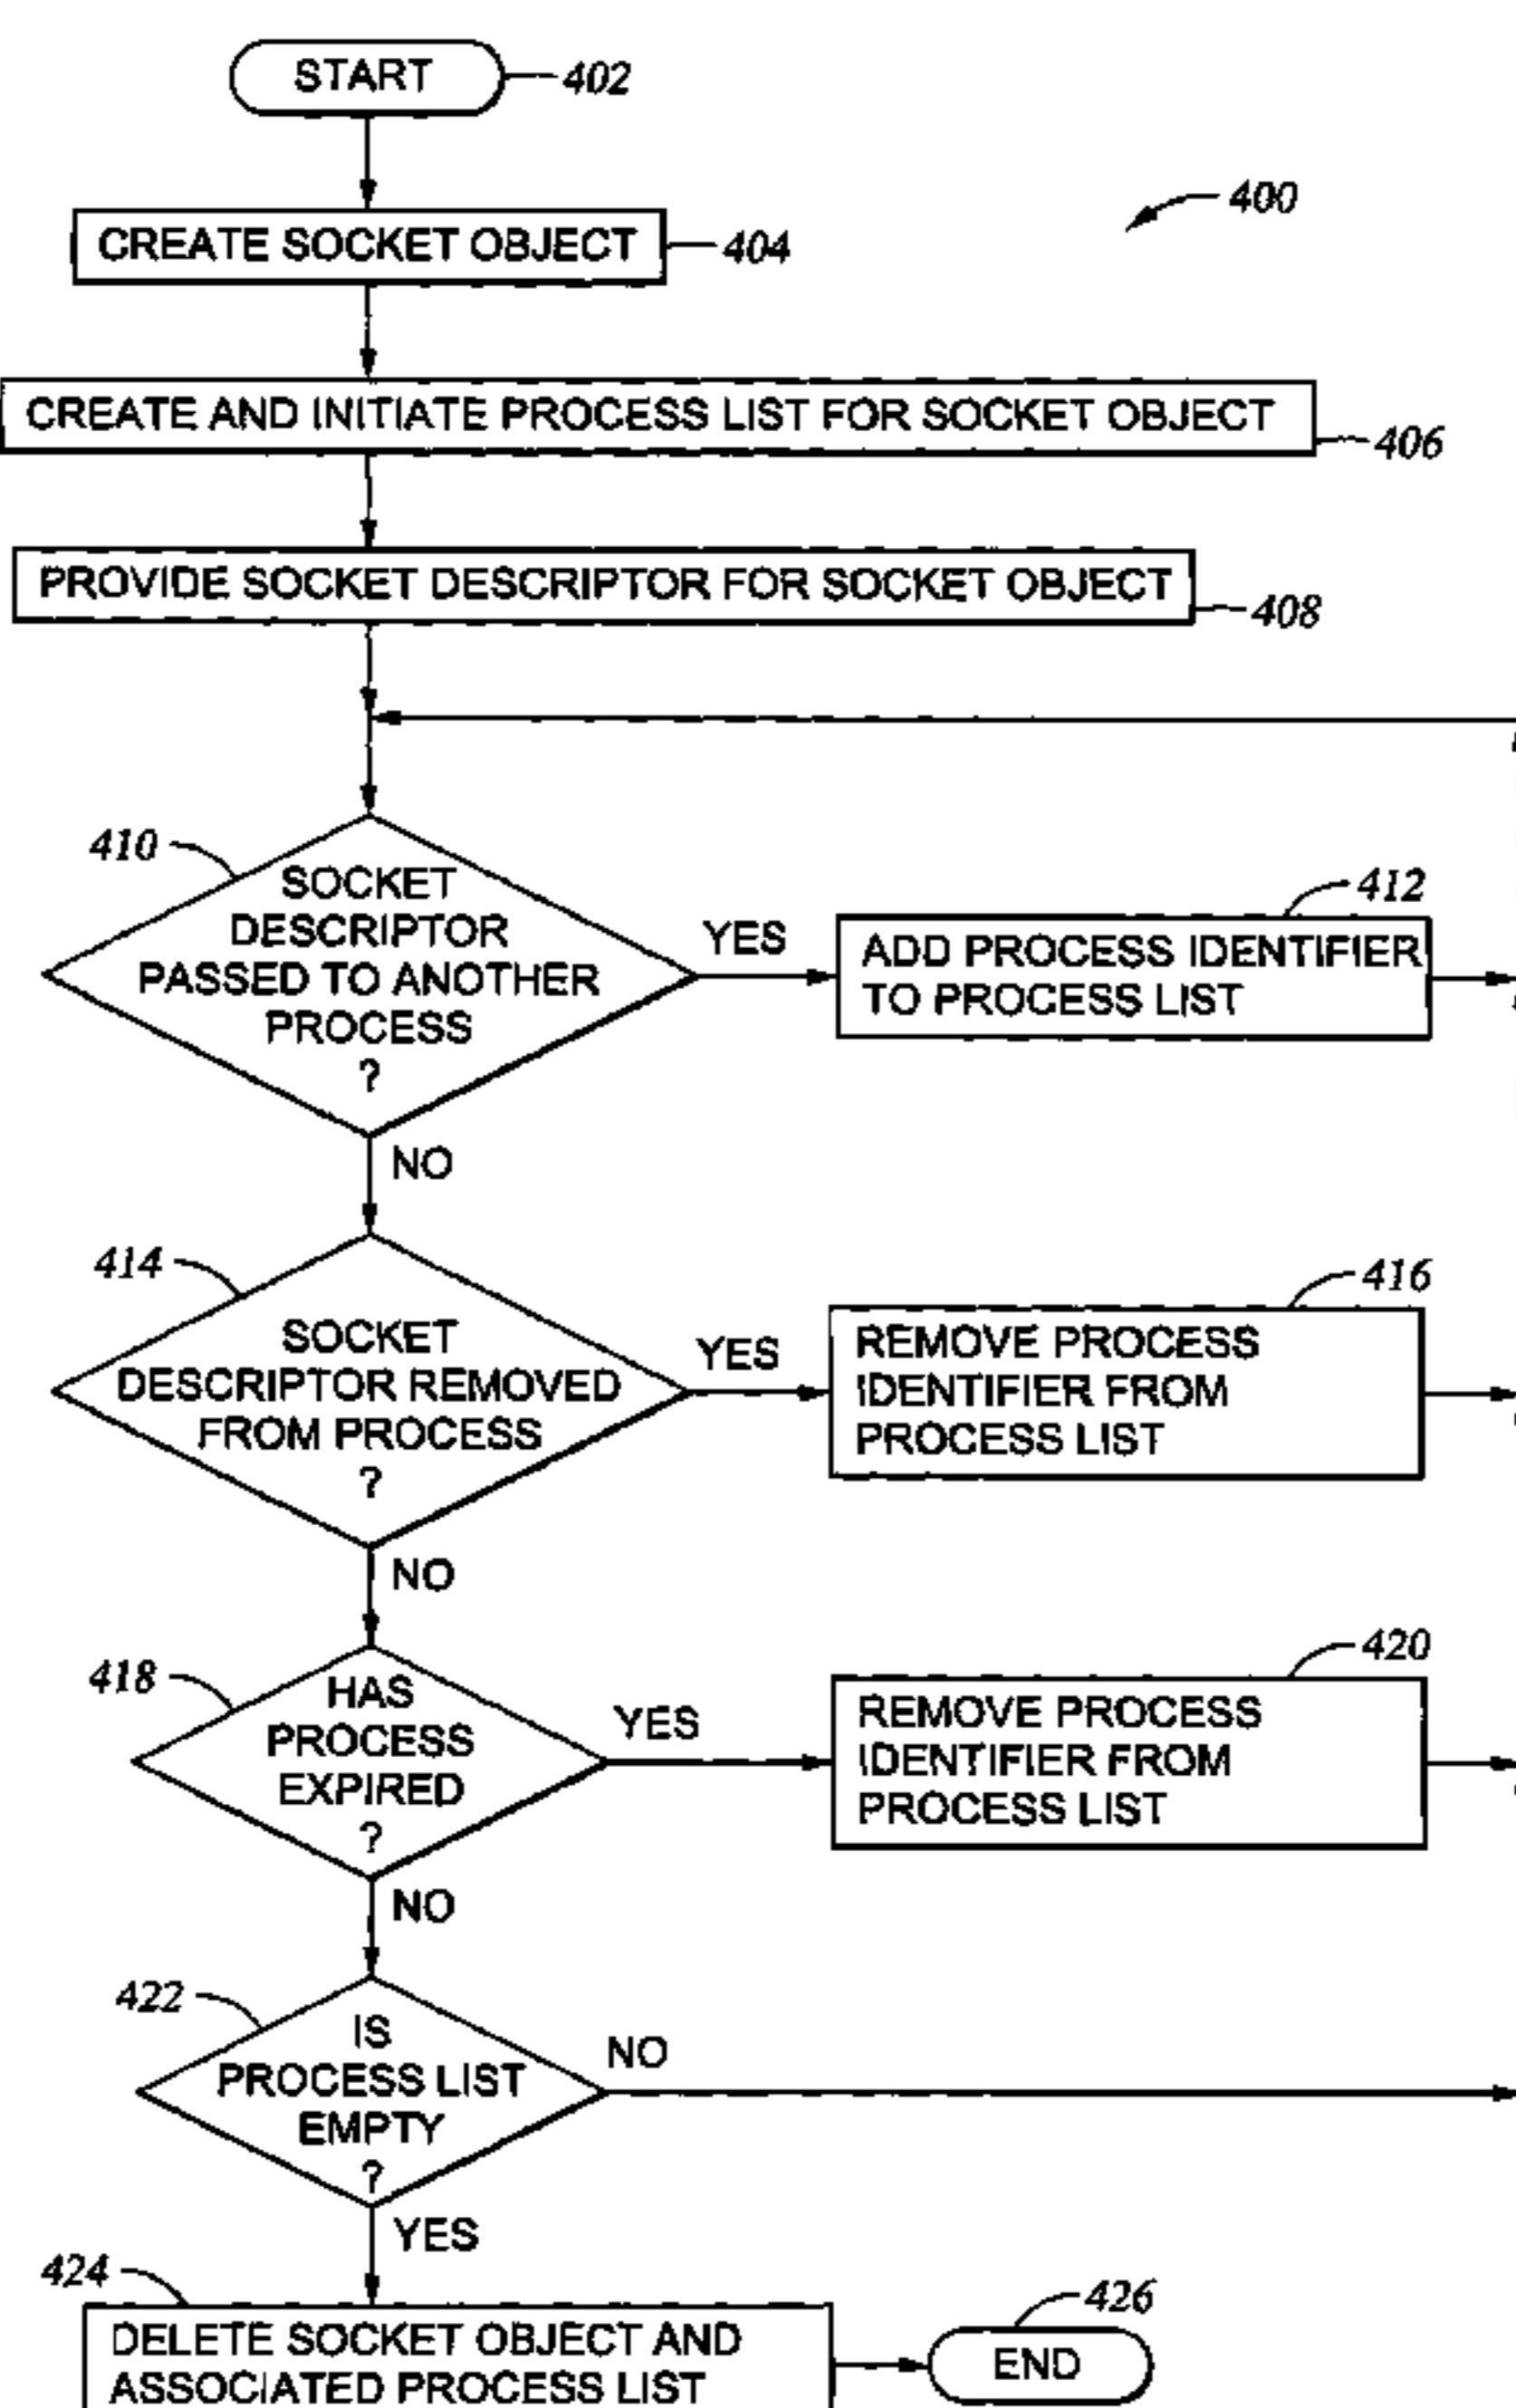 START
402
400
CREATE SOCKET OBJECT
404
CREATE AND INITIATE PROCESS LIST FOR SOCKET OBJECT
406
PROVIDE SOCKET DESCRIPTOR FOR SOCKET OBJECT
408
410
SOCKET
DESCRIPTOR
PASSED TO ANOTHER
PROCESS
?
YES
412
ADD PROCESS IDENTIFIER
TO PROCESS LIST
NO
414
SOCKET
DESCRIPTOR REMOVED
FROM PROCESS
?
YES
416
REMOVE PROCESS
IDENTIFIER FROM
PROCESS LIST
NO
418
HAS
PROCESS
EXPIRED
?
YES
420
REMOVE PROCESS
IDENTIFIER FROM
PROCESS LIST
NO
422
IS
PROCESS LIST
EMPTY
?
NO
YES
424
DELETE SOCKET OBJECT AND
ASSOCIATED PROCESS LIST
426
END